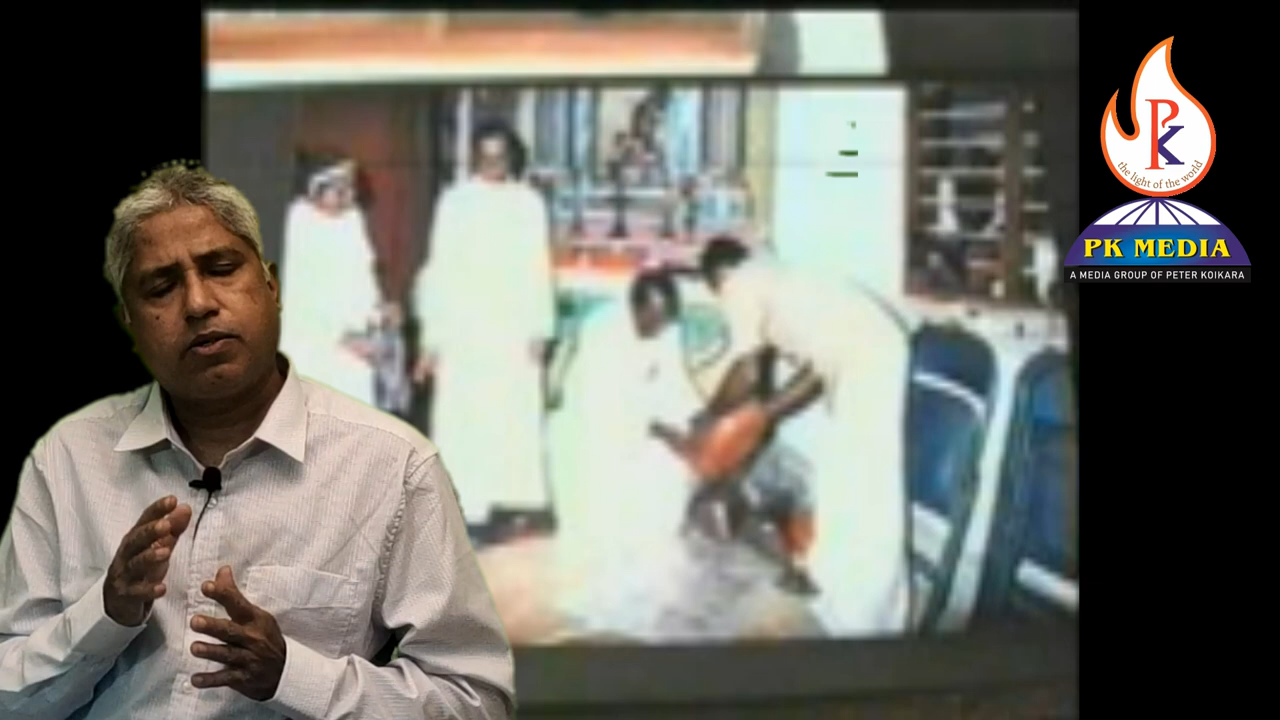 PK
the light of the world
PK MEDIA
A MEDIA GROUP OF PETER KOIKARA